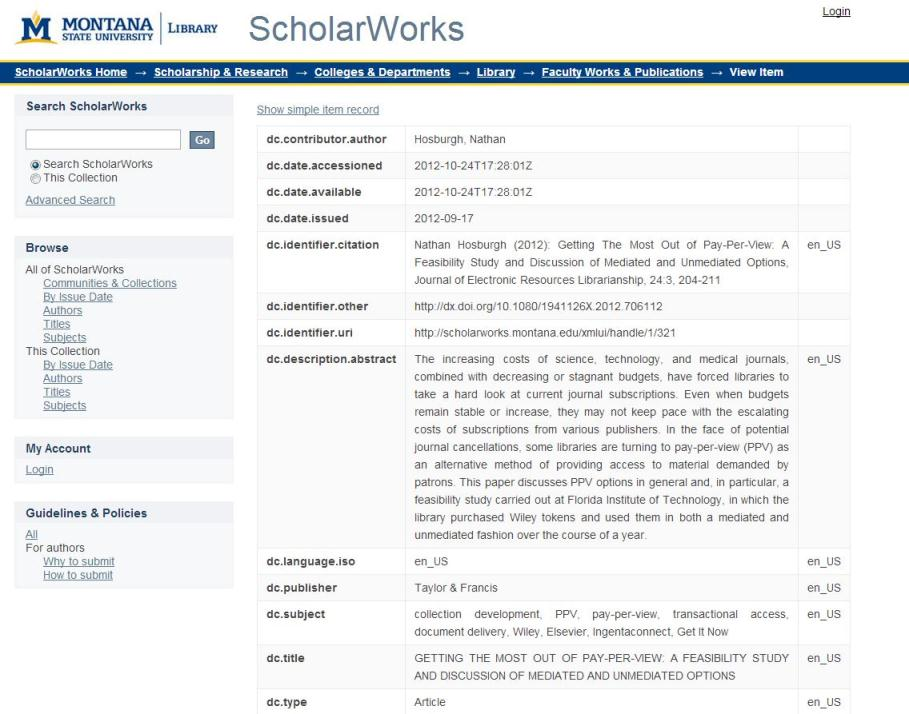 MONTANA
STATE UNIVERSITY
LIBRARY
ScholarWorks
Login
ScholarWorks Home → Scholarship & Research → Colleges & Departments → Library → Faculty Works & Publications → View Item
Search ScholarWorks
Go
Search ScholarWorks
This Collection
Advanced Search
Browse
All of ScholarWorks
Communities & Collections
By Issue Date
Authors
Titles
Subjects
This Collection
By Issue Date
Authors
Titles
Subjects
My Account
Login
Guidelines & Policies
All
For authors
Why to submit
How to submit
Show simple item record
dc.contributor.author Hosburgh, Nathan
dc.date.accessioned 2012-10-24T17:28:01Z
dc.date.available 2012-10-24T17:28:01Z
dc.date.issued 2012-09-17
dc.identifier.citation Nathan Hosburgh (2012): Getting The Most Out of Pay-Per-View: A en_US
Feasibility Study and Discussion of Mediated and Unmediated Options,
Journal of Electronic Resources Librarianship, 24:3, 204-211
dc.identifier.other http://dx.doi.org/10.1080/1941126X.2012.706112
dc.identifier.uri http://scholarworks.montana.edu/xmlui/handle/1/321
dc.description.abstract The increasing costs of science, technology, and medical journals, en_US
combined with decreasing or stagnant budgets, have forced libraries to
take a hard look at current journal subscriptions. Even when budgets
remain stable or increase, they may not keep pace with the escalating
costs of subscriptions from various publishers. In the face of potential
journal cancellations, some libraries are turning to pay-per-view (PPV) as
an alternative method of providing access to material demanded by
patrons. This paper discusses PPV options in general and, in particular, a
feasibility study carried out at Florida Institute of Technology, in which the
library purchased Wiley tokens and used them in both a mediated and
unmediated fashion over the course of a year.
dc.language.iso en_US en_US
dc.publisher Taylor & Francis en_US
dc.subject collection development, PPV, pay-per-view, transactional access, en_US
document delivery, Wiley, Elsevier, Ingentaconnect, Get It Now
dc.title GETTING THE MOST OUT OF PAY-PER-VIEW: A FEASIBILITY STUDY en_US
AND DISCUSSION OF MEDIATED AND UNMEDIATED OPTIONS
dc.type Article en_US